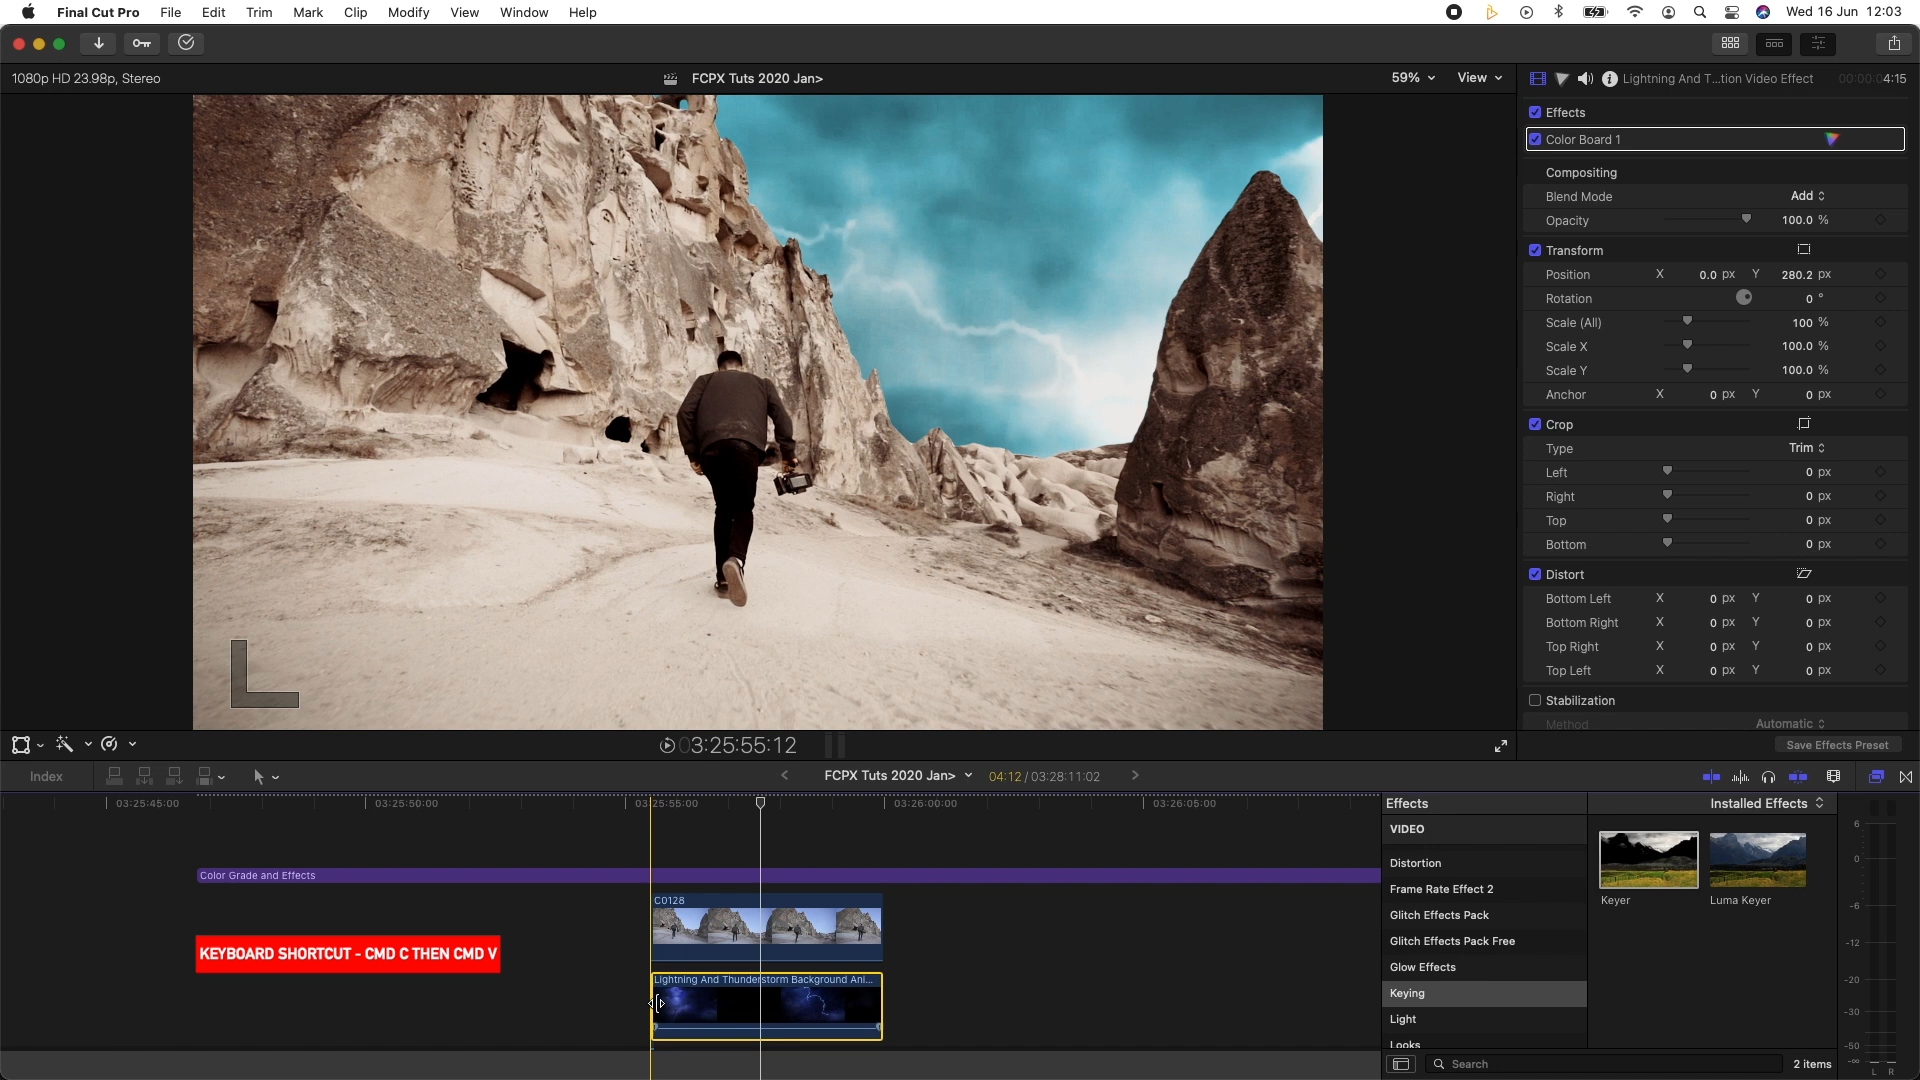 Final Cut Pro File Edit Trim Mark Clip Modify View Window Help Wed 16 Jun 12:03
1080p HD 23.98p, Stereo FCPX Tuts 2020 Jan> 59% View Lightning And T...tion Video Effect 00:00:04:15
Effects
Color Board 1
Compositing
Blend Mode Add
Opacity 100.0 %
Transform
Position X 0.0 px Y 280.2 px
Rotation 0 °
Scale (All) 100 %
Scale X 100.0 %
Scale Y 100.0 %
Anchor X 0 px Y 0 px
Crop
Type Trim
Left 0 px
Right 0 px
Top 0 px
Bottom 0 px
Distort
Bottom Left X 0 px Y 0 px
Bottom Right X 0 px Y 0 px
Top Right X 0 px Y 0 px
Top Left X 0 px Y 0 px
Stabilization
Method Automatic
03:25:55:12 Save Effects Preset
Index FCPX Tuts 2020 Jan> 04:12 / 03:28:11:02
03:25:45:00 03:25:50:00 03:25:55:00 03:26:00:00 03:26:05:00
Color Grade and Effects
C0128
KEYBOARD SHORTCUT - CMD C THEN CMD V
Lightning And Thunderstorm Background Ani...
Effects Installed Effects
VIDEO
Distortion
Frame Rate Effect 2
Glitch Effects Pack
Glitch Effects Pack Free
Glow Effects
Keying
Light
Looks
Keyer Luma Keyer
Search 2 items
6
0
-6
-12
-20
-30
-50
-∞
L R